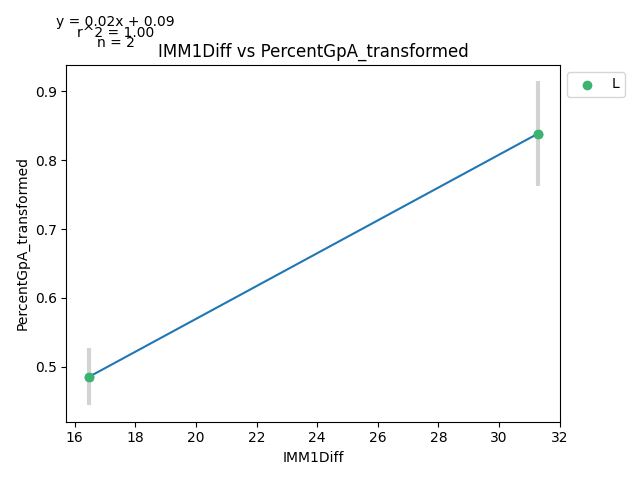 y = 0.02x + 0.09
r^2 = 1.00
n = 2
IMM1Diff vs PercentGpA_transformed
L
PercentGpA_transformed
0.9
0.8
0.7
0.6
0.5
16 18 20 22 24 26 28 30 32
IMM1Diff